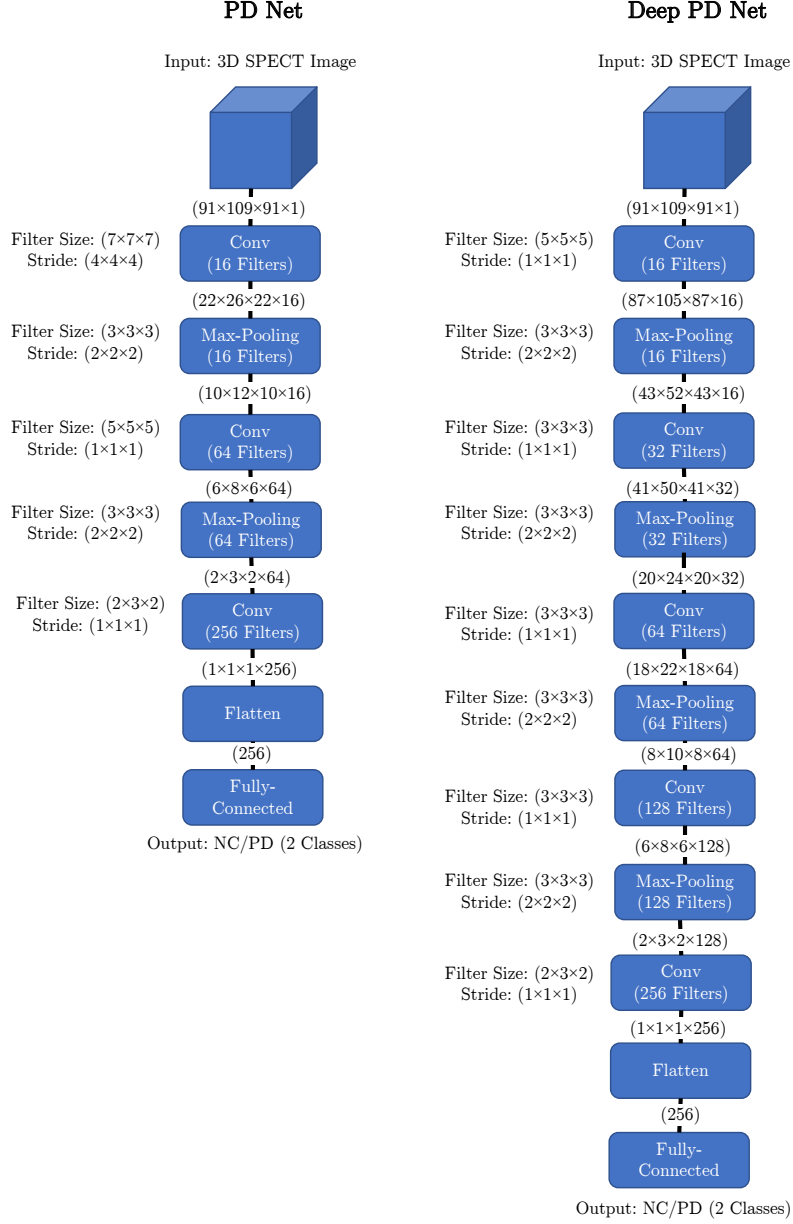 PD Net
Input: 3D SPECT Image
(91×109×91×1)
Filter Size: (7×7×7)
Stride: (4×4×4)
Conv
(16 Filters)
(22×26×22×16)
Filter Size: (3×3×3)
Stride: (2×2×2)
Max-Pooling
(16 Filters)
(10×12×10×16)
Filter Size: (5×5×5)
Stride: (1×1×1)
Conv
(64 Filters)
(6×8×6×64)
Filter Size: (3×3×3)
Stride: (2×2×2)
Max-Pooling
(64 Filters)
(2×3×2×64)
Filter Size: (2×3×2)
Stride: (1×1×1)
Conv
(256 Filters)
(1×1×1×256)
Flatten
(256)
Fully-
Connected
Output: NC/PD (2 Classes)
Deep PD Net
Input: 3D SPECT Image
(91×109×91×1)
Filter Size: (5×5×5)
Stride: (1×1×1)
Conv
(16 Filters)
(87×105×87×16)
Filter Size: (3×3×3)
Stride: (2×2×2)
Max-Pooling
(16 Filters)
(43×52×43×16)
Filter Size: (3×3×3)
Stride: (1×1×1)
Conv
(32 Filters)
(41×50×41×32)
Filter Size: (3×3×3)
Stride: (2×2×2)
Max-Pooling
(32 Filters)
(20×24×20×32)
Filter Size: (3×3×3)
Stride: (1×1×1)
Conv
(64 Filters)
(18×22×18×64)
Filter Size: (3×3×3)
Stride: (2×2×2)
Max-Pooling
(64 Filters)
(8×10×8×64)
Filter Size: (3×3×3)
Stride: (1×1×1)
Conv
(128 Filters)
(6×8×6×128)
Filter Size: (3×3×3)
Stride: (2×2×2)
Max-Pooling
(128 Filters)
(2×3×2×128)
Filter Size: (2×3×2)
Stride: (1×1×1)
Conv
(256 Filters)
(1×1×1×256)
Flatten
(256)
Fully-
Connected
Output: NC/PD (2 Classes)